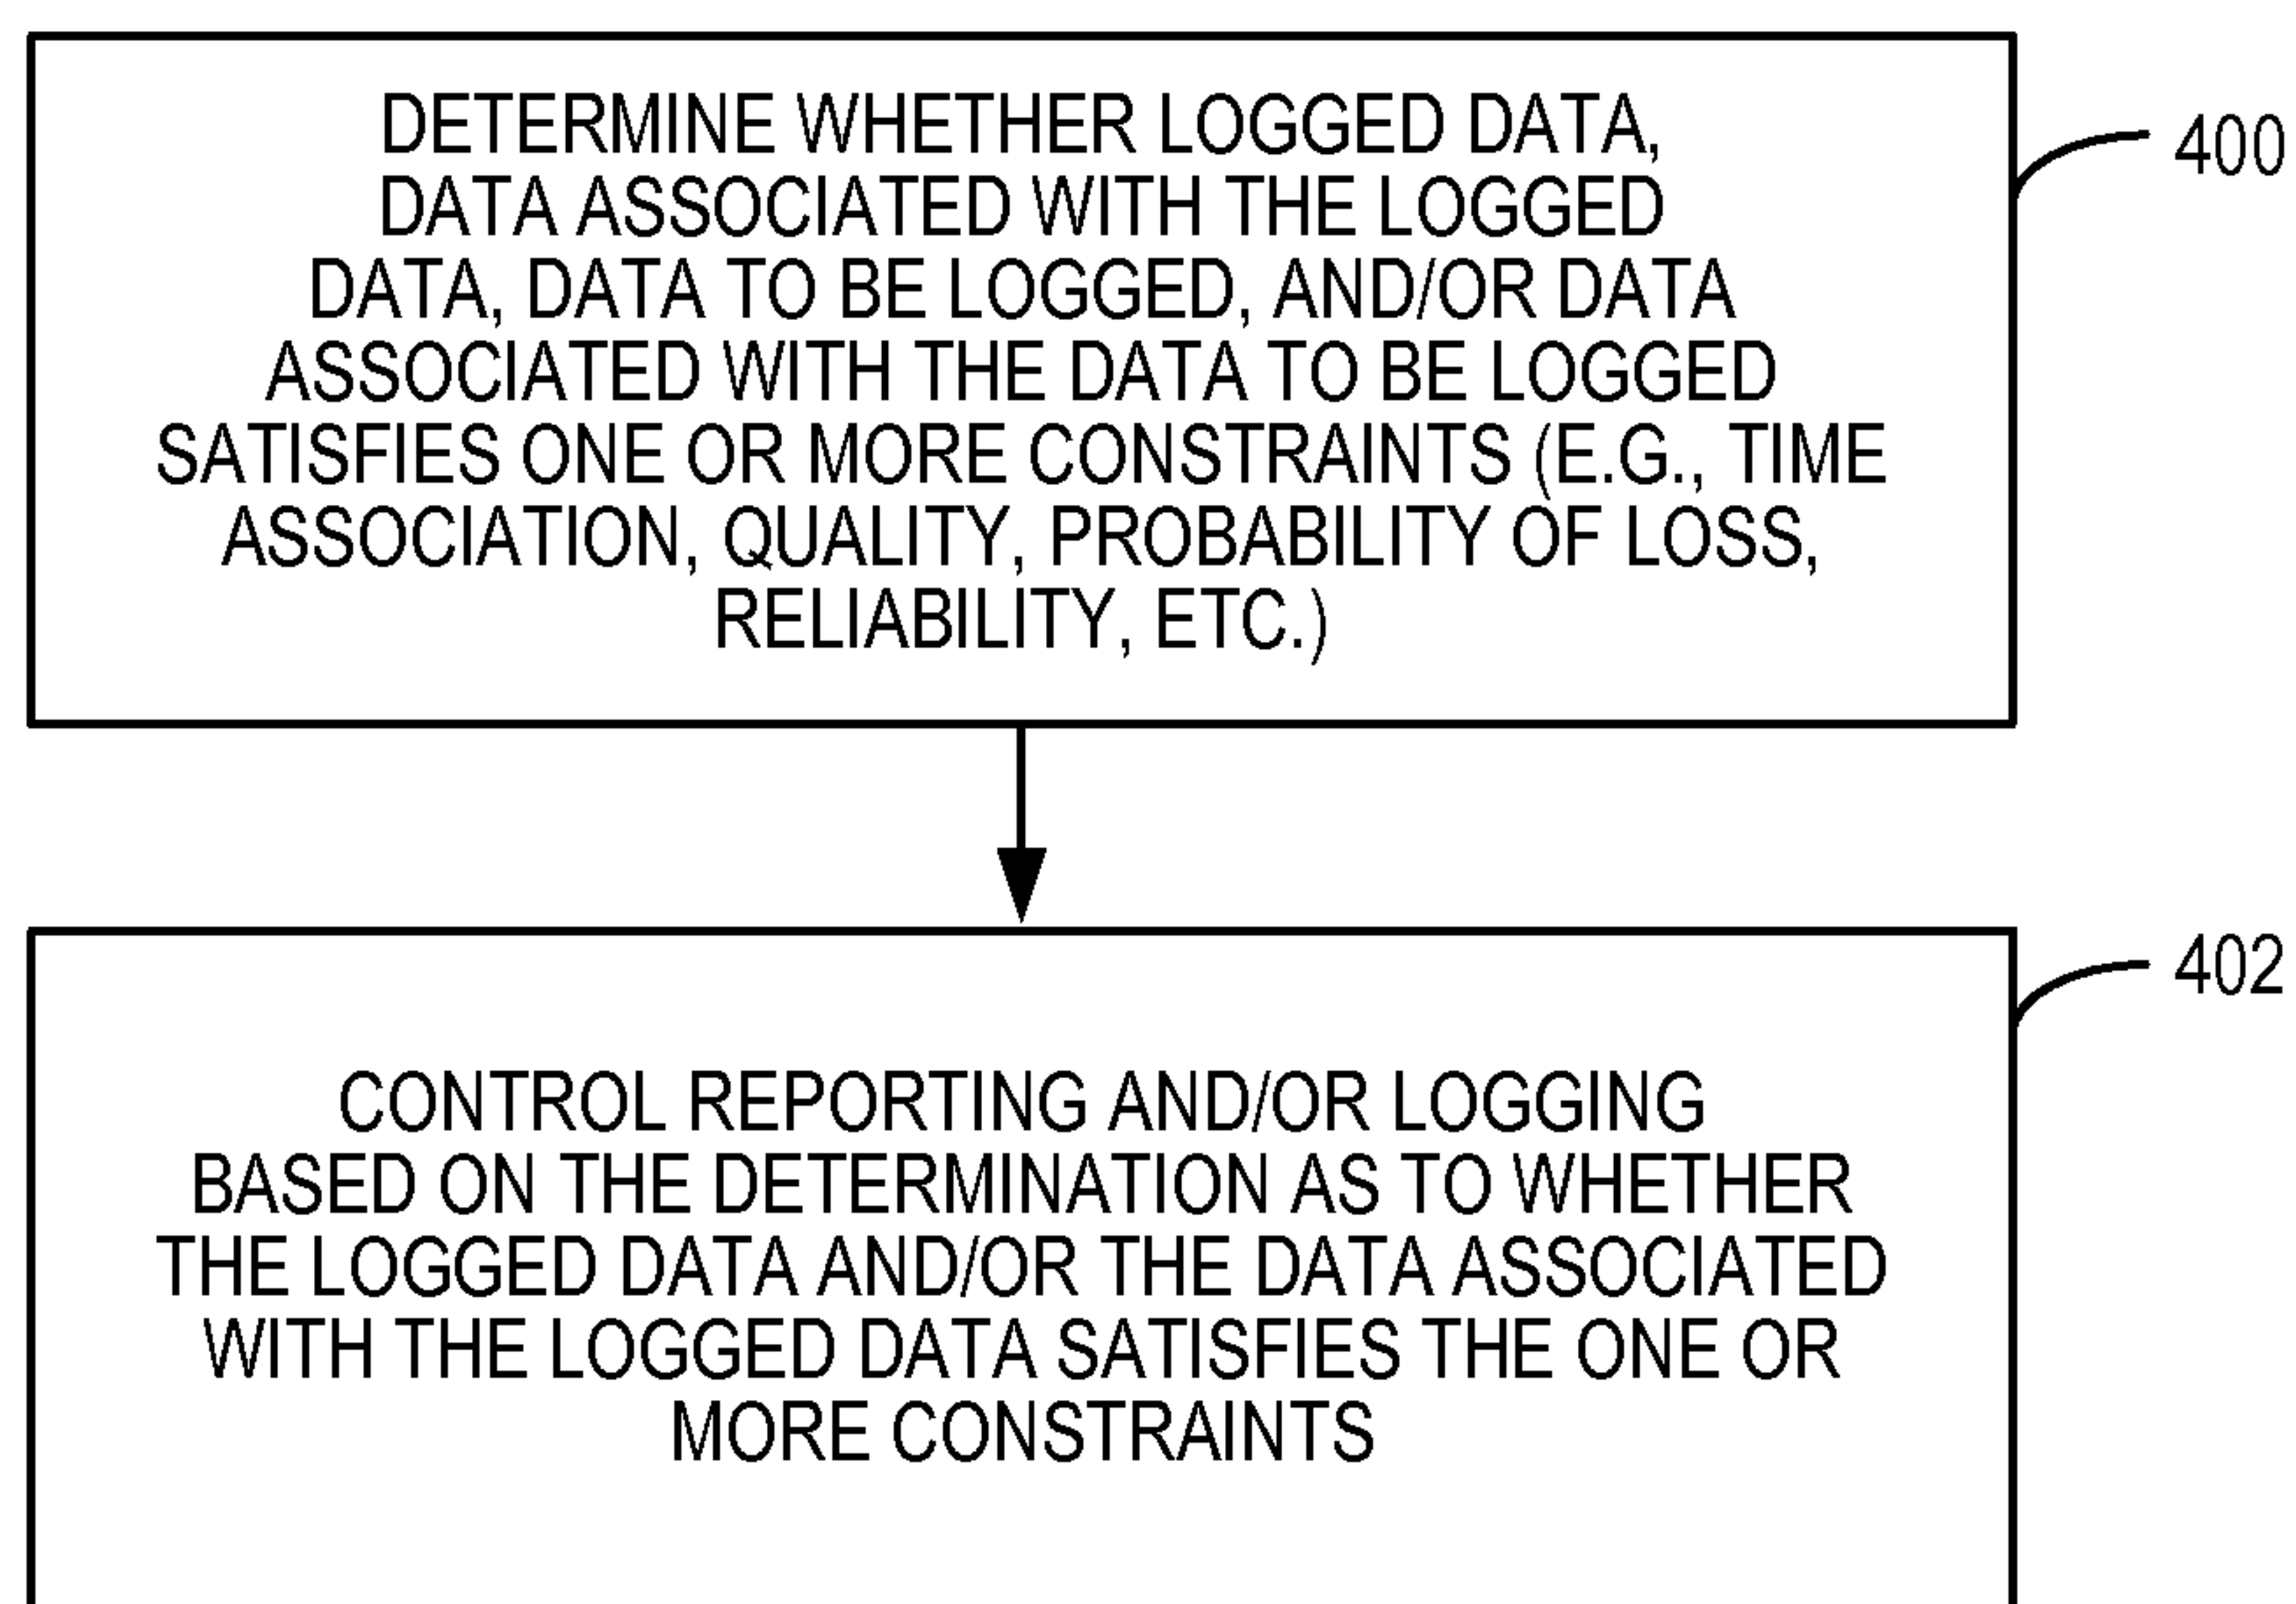 DETERMINE WHETHER LOGGED DATA,
DATA ASSOCIATED WITH THE LOGGED
DATA, DATA TO BE LOGGED, AND/OR DATA
ASSOCIATED WITH THE DATA TO BE LOGGED
SATISFIES ONE OR MORE CONSTRAINTS (E.G., TIME
ASSOCIATION, QUALITY, PROBABILITY OF LOSS,
RELIABILITY, ETC.)
400
CONTROL REPORTING AND/OR LOGGING
BASED ON THE DETERMINATION AS TO WHETHER
THE LOGGED DATA AND/OR THE DATA ASSOCIATED
WITH THE LOGGED DATA SATISFIES THE ONE OR
MORE CONSTRAINTS
402